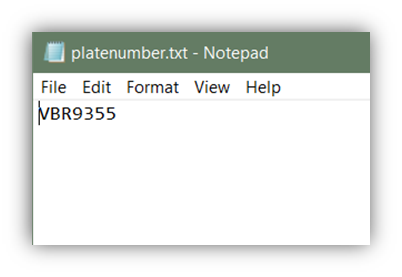 platenumber.txt - Notepad
File Edit Format View Help
VBR9355